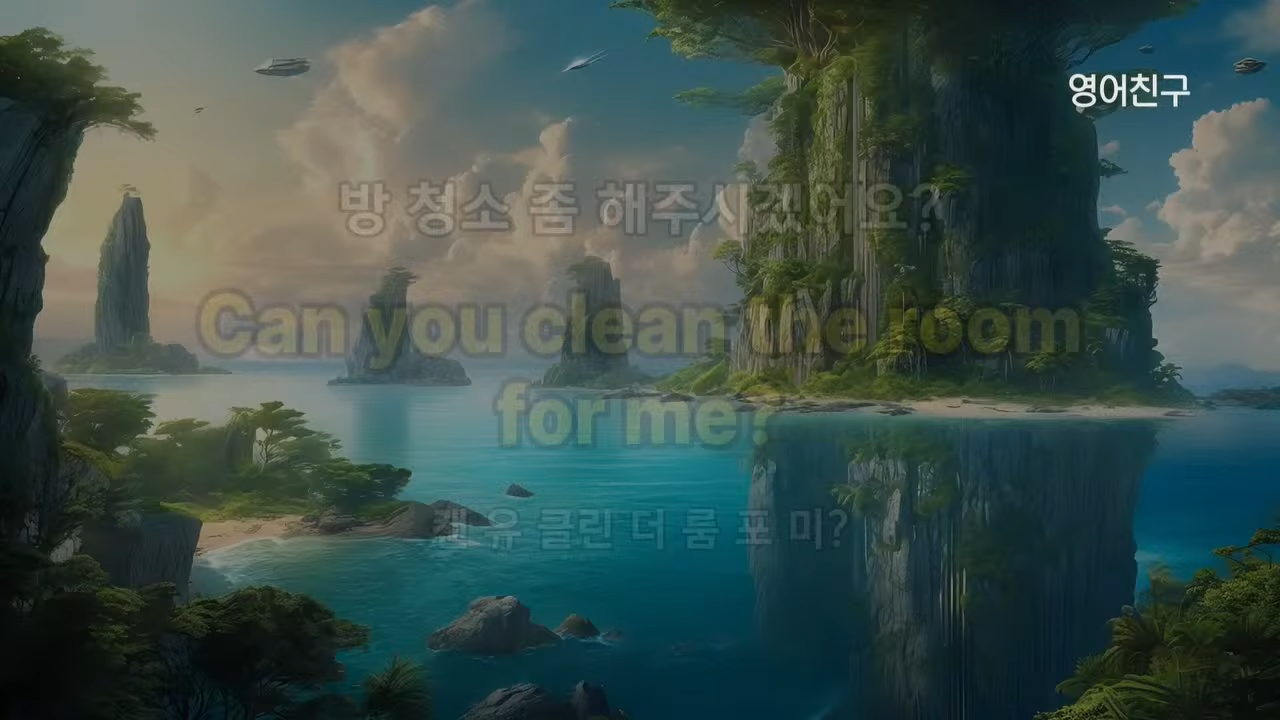 영어친구
방 청소 좀 해주시겠어요?
Can you clean the room
for me?
캔 유 클린 더 룸 포 미?